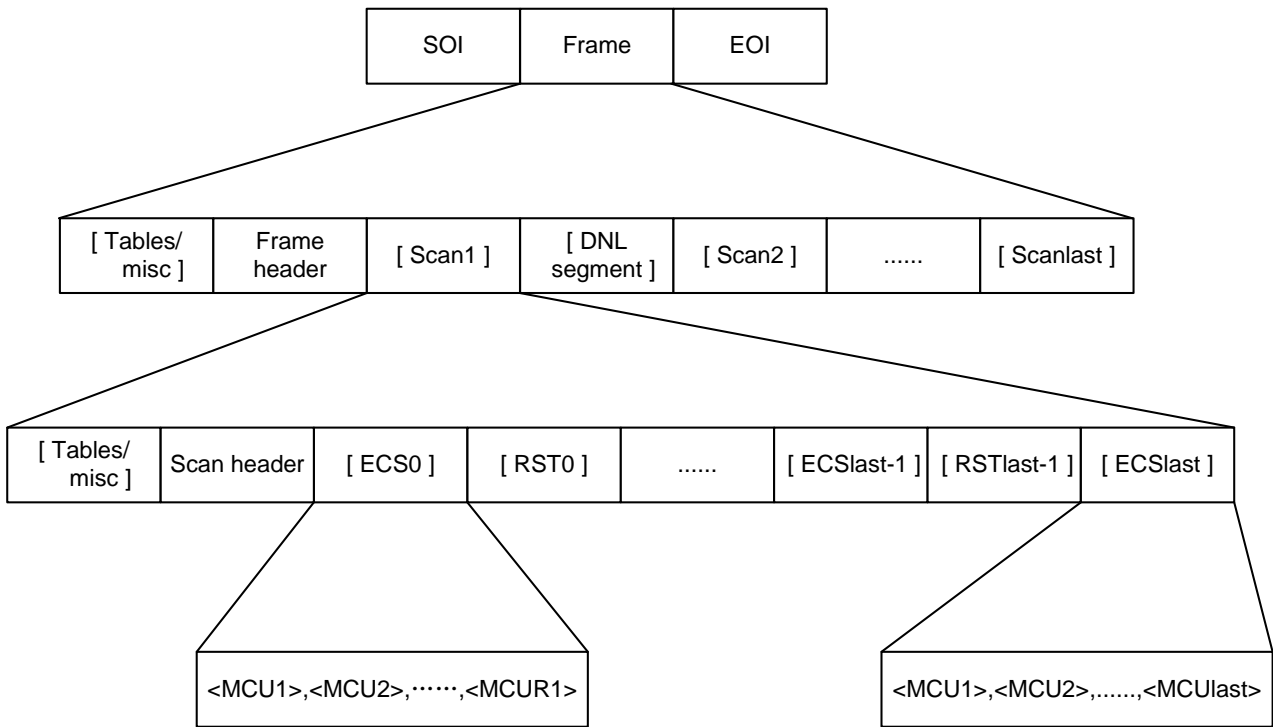 SOI
Frame
EOI
[ Tables/
misc ]
Frame
header
[ Scan1 ]
[ DNL
segment ]
[ Scan2 ]
......
[ Scanlast ]
[ Tables/
misc ]
Scan header
[ ECS0 ]
[ RST0 ]
......
[ ECSlast-1 ]
[ RSTlast-1 ]
[ ECSlast ]
<MCU1>,<MCU2>,⋯⋯,<MCUR1>
<MCU1>,<MCU2>,......,<MCUlast>